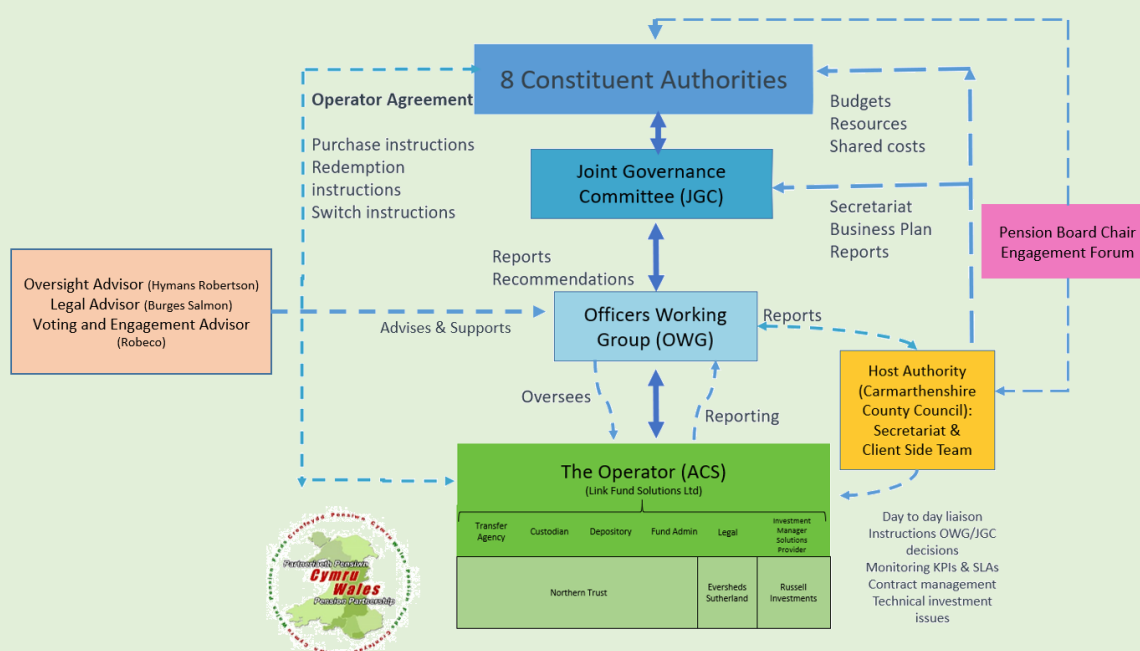 8 Constituent Authorities
Operator Agreement
Purchase instructions
Redemption
instructions
Switch instructions
Budgets
Resources
Shared costs
Joint Governance
Committee (JGC)
Secretariat
Business Plan
Reports
Pension Board Chair
Engagement Forum
Reports
Recommendations
Oversight Advisor (Hymans Robertson)
Legal Advisor (Burges Salmon)
Voting and Engagement Advisor
(Robeco)
Advises & Supports
Officers Working
Group (OWG)
Reports
Host Authority
(Carmarthenshire
County Council):
Secretariat &
Client Side Team
Oversees
Reporting
The Operator (ACS)
(Link Fund Solutions Ltd)
Transfer
Agency
Custodian
Depository
Fund Admin
Legal
Investment
Manager
Solutions
Provider
Northern Trust
Eversheds
Sutherland
Russell
Investments
Day to day liaison
Instructions OWG/JGC
decisions
Monitoring KPIs & SLAs
Contract management
Technical investment
issues
Partneriaeth Pensiwn
Cymru
Wales
Pension Partnership